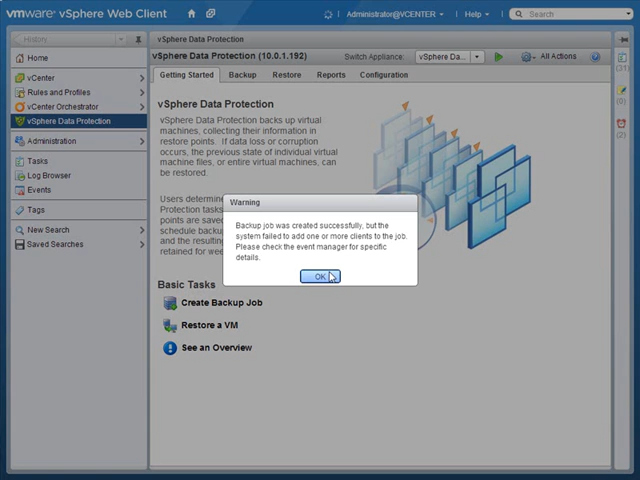 vmware vSphere Web Client
Administrator@VCENTER
Help
Search
History
vSphere Data Protection
Home
vSphere Data Protection (10.0.1.192)
Switch Appliance:
vSphere Da...
All Actions
(31)
vCenter
Rules and Profiles
vCenter Orchestrator
vSphere Data Protection
Getting Started
Backup
Restore
Reports
Configuration
(0)
(2)
Administration
Tasks
Log Browser
Events
Tags
New Search
Saved Searches
vSphere Data Protection
vSphere Data Protection backs up virtual
machines, collecting their information in
restore points. If data loss or corruption
occurs, the previous state of individual virtual
machine files, or entire virtual machines, can
be restored.
Users determine
Protection tasks
points are saved
schedule backup
and the resulting
retained for wee
Warning
Backup job was created successfully, but the
system failed to add one or more clients to the job.
Please check the event manager for specific
details.
OK
Basic Tasks
Create Backup Job
Restore a VM
See an Overview